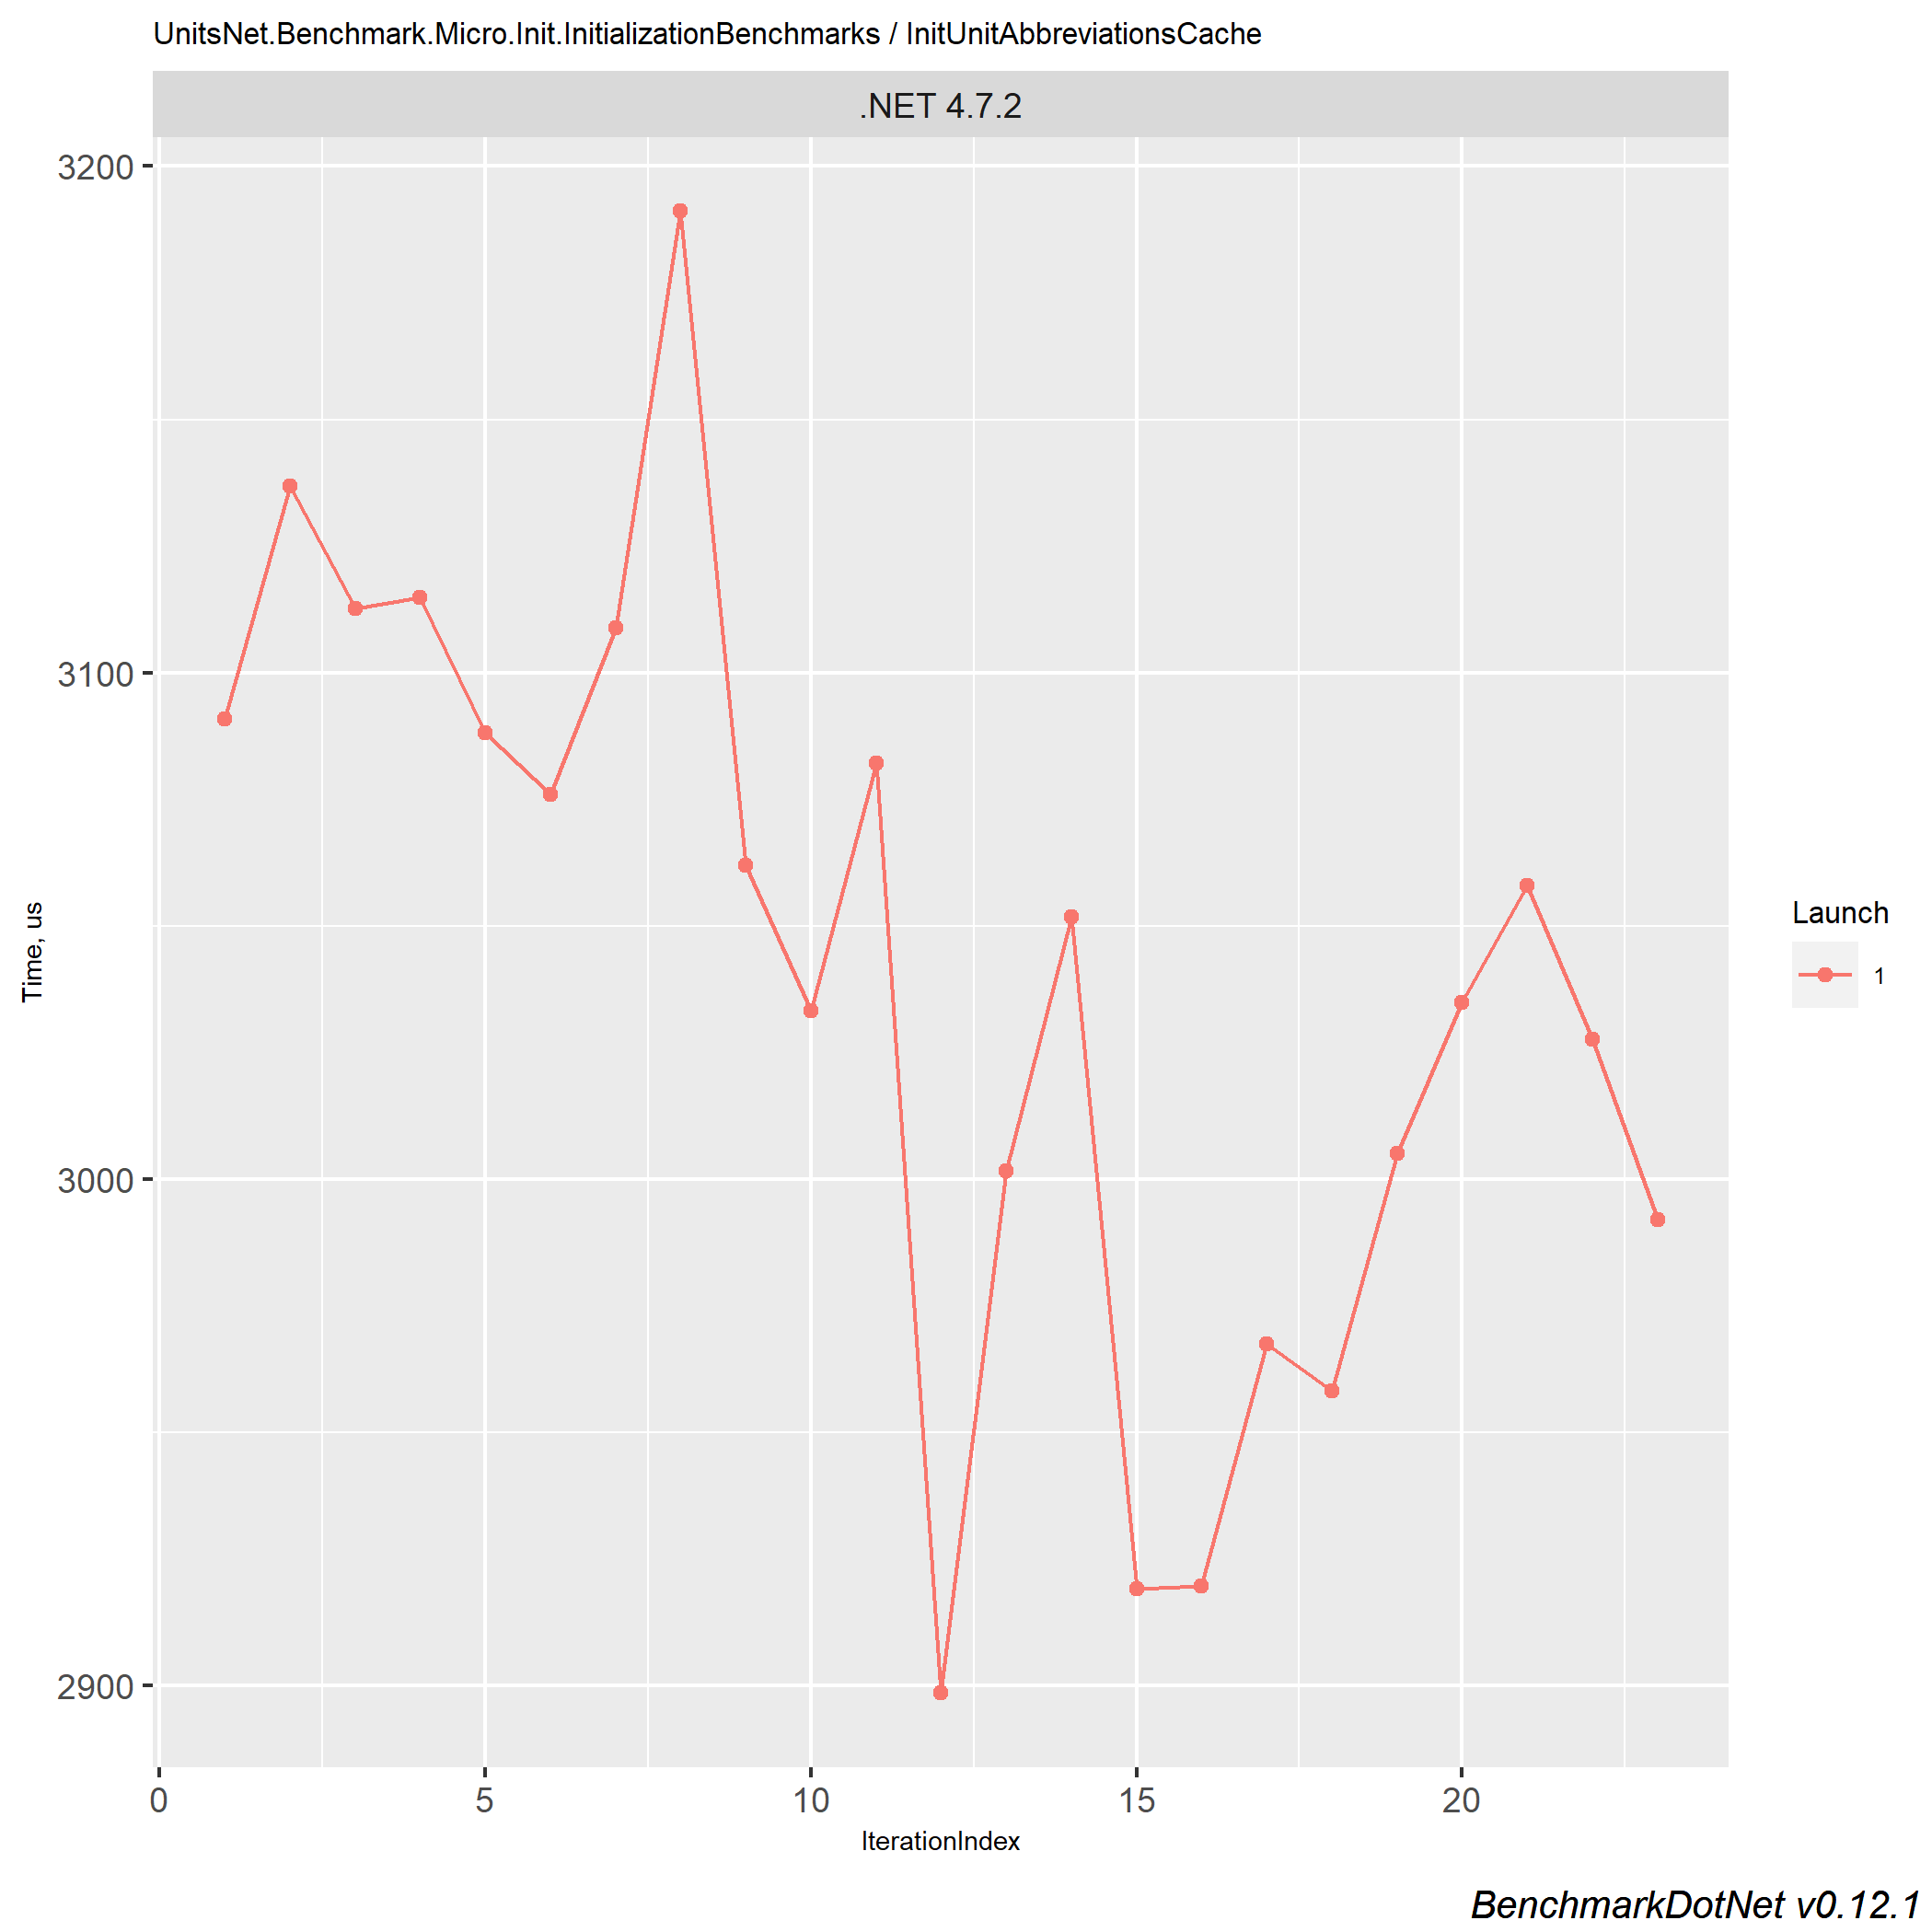 UnitsNet.Benchmark.Micro.Init.InitializationBenchmarks / InitUnitAbbreviationsCache
.NET 4.7.2
3200
3100
3000
2900
Time, us
0 5 10 15 20
IterationIndex
Launch
1
BenchmarkDotNet v0.12.1